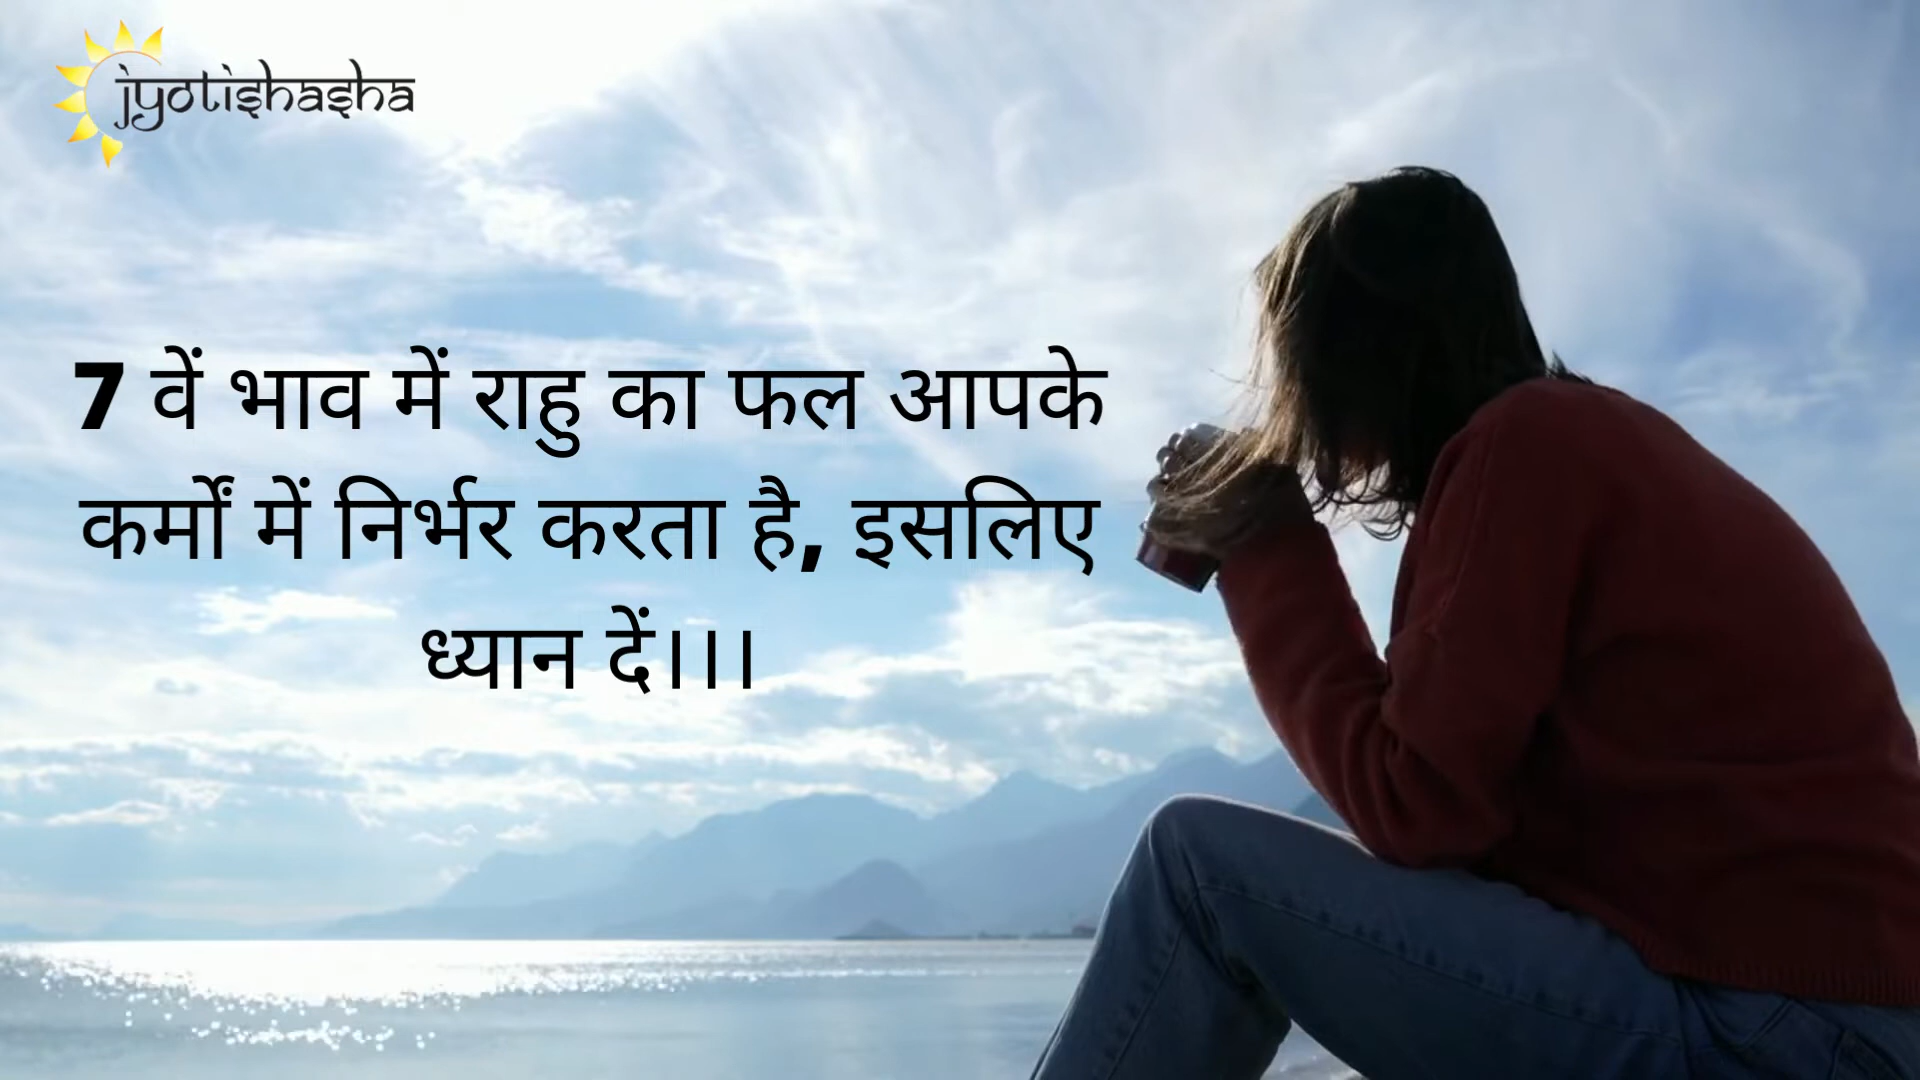 jyotishasha
7 वें भाव में राहु का फल आपके
कर्मों में निर्भर करता है, इसलिए
ध्यान दें।।।